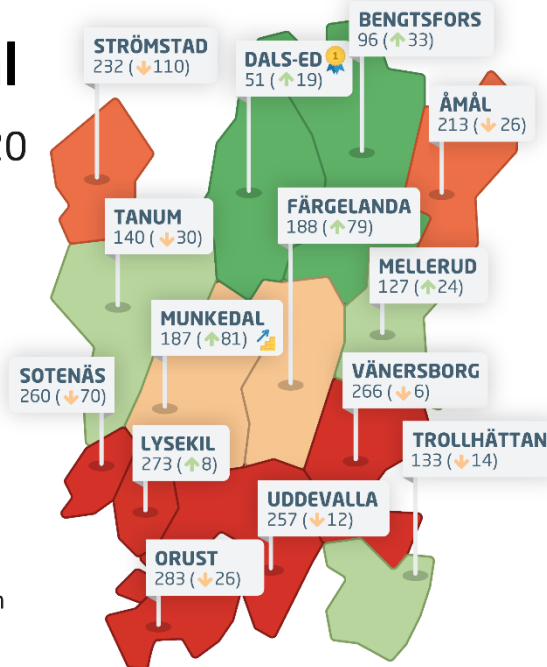 l
20
STRÖMSTAD
232 (↓110)
DALS-ED 1
51 (↑19)
BENGTSFORS
96 (↑33)
ÅMÅL
213 (↓26)
TANUM
140 (↓30)
FÄRGELANDA
188 (↑79)
MELLERUD
127 (↑24)
MUNKEDAL
187 (↑81)
SOTENÄS
260 (↓70)
VÄNERSBORG
266 (↓6)
LYSEKIL
273 (↑8)
TROLLHÄTTAN
133 (↓14)
UDDEVALLA
257 (↓12)
ORUST
283 (↓26)
n